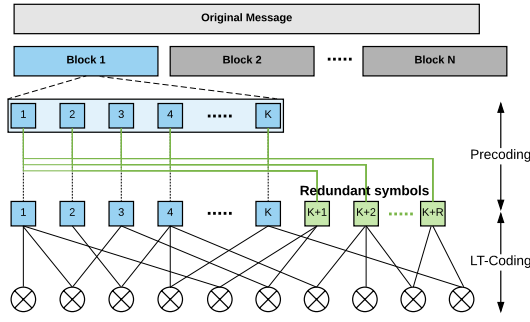 Original Message
Block 1 Block 2 Block N
1 2 3 4 K
Precoding
Redundant symbols
1 2 3 4 K K+1 K+2 K+R
LT-Coding